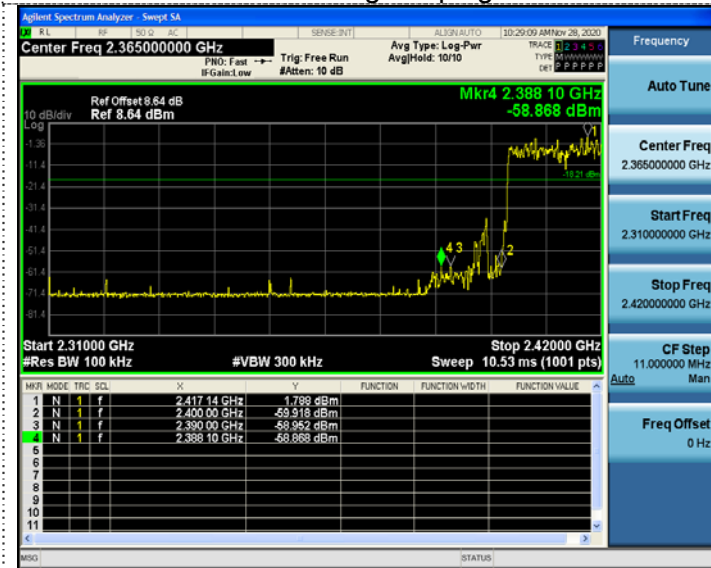 Agilent Spectrum Analyzer - Swept SA
RL RF 50 Ω AC SENSE:INT ALIGNAUTO 10:29:09 AM Nov 28, 2020
Center Freq 2.365000000 GHz
PNO: Fast
IFGain:Low
Trig: Free Run
#Atten: 10 dB
Avg Type: Log-Pwr
Avg|Hold: 10/10
TRACE 1 2 3 4 5 6
TYPE M W W W W W
DET P P P P P P
Ref Offset 8.64 dB
10 dB/div Ref 8.64 dBm
Log
Mkr4 2.388 10 GHz
-58.868 dBm
-1.36
-11.4
-21.4
-31.4
-41.4
-51.4
-61.4
-71.4
-81.4
1
-18.21 dBm
4 3
2
Start 2.31000 GHz Stop 2.42000 GHz
#Res BW 100 kHz #VBW 300 kHz Sweep 10.53 ms (1001 pts)
MKR MODE TRC SCL X Y FUNCTION FUNCTION WIDTH FUNCTION VALUE
1 N 1 f 2.417 14 GHz 1.788 dBm
2 N 1 f 2.400 00 GHz -59.918 dBm
3 N 1 f 2.390 00 GHz -58.952 dBm
4 N 1 f 2.388 10 GHz -58.868 dBm
5
6
7
8
9
10
11
MSG STATUS
Frequency
Auto Tune
Center Freq
2.365000000 GHz
Start Freq
2.310000000 GHz
Stop Freq
2.420000000 GHz
CF Step
11.000000 MHz
Auto Man
Freq Offset
0 Hz